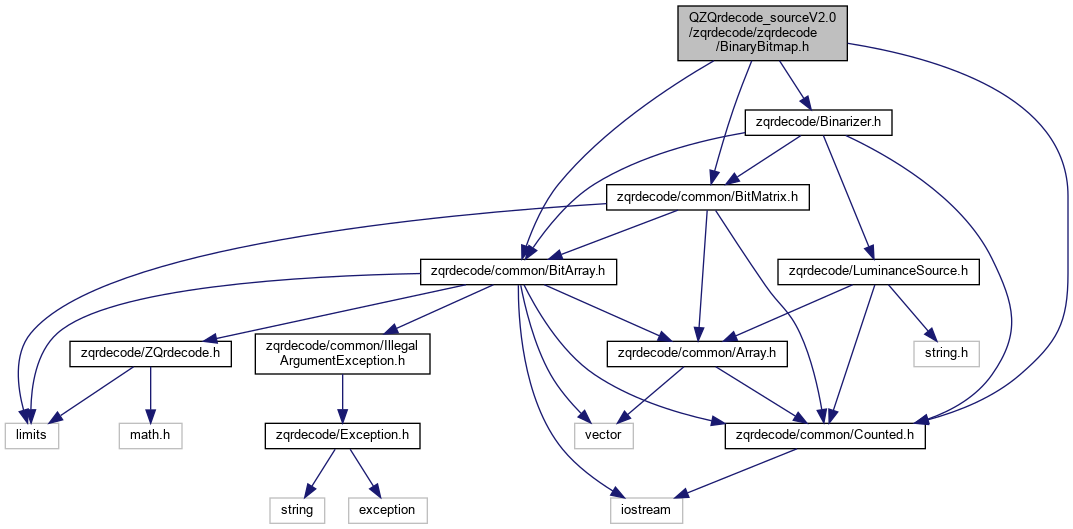 QZQrdecode_sourceV2.0
/zqrdecode/zqrdecode
/BinaryBitmap.h
zqrdecode/Binarizer.h
zqrdecode/common/BitMatrix.h
zqrdecode/common/BitArray.h
zqrdecode/LuminanceSource.h
zqrdecode/ZQrdecode.h
zqrdecode/common/Illegal
ArgumentException.h
zqrdecode/common/Array.h
string.h
limits
math.h
zqrdecode/Exception.h
vector
zqrdecode/common/Counted.h
string
exception
iostream